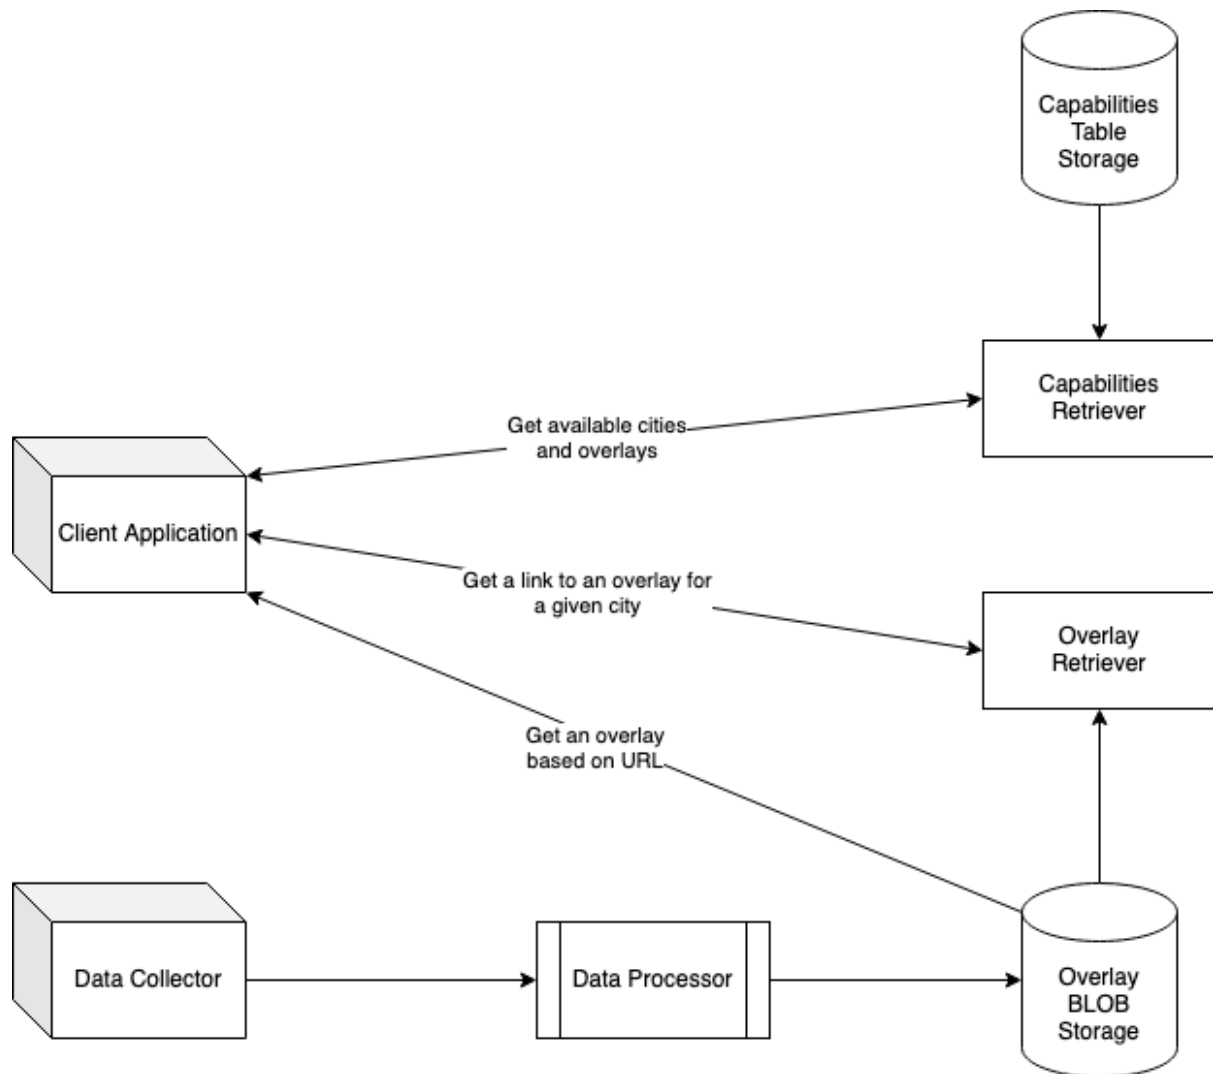 Capabilities
Table
Storage
Capabilities
Retriever
Get available cities
and overlays
Client Application
Get a link to an overlay for
a given city
Overlay
Retriever
Get an overlay
based on URL
Data Collector
Data Processor
Overlay
BLOB
Storage